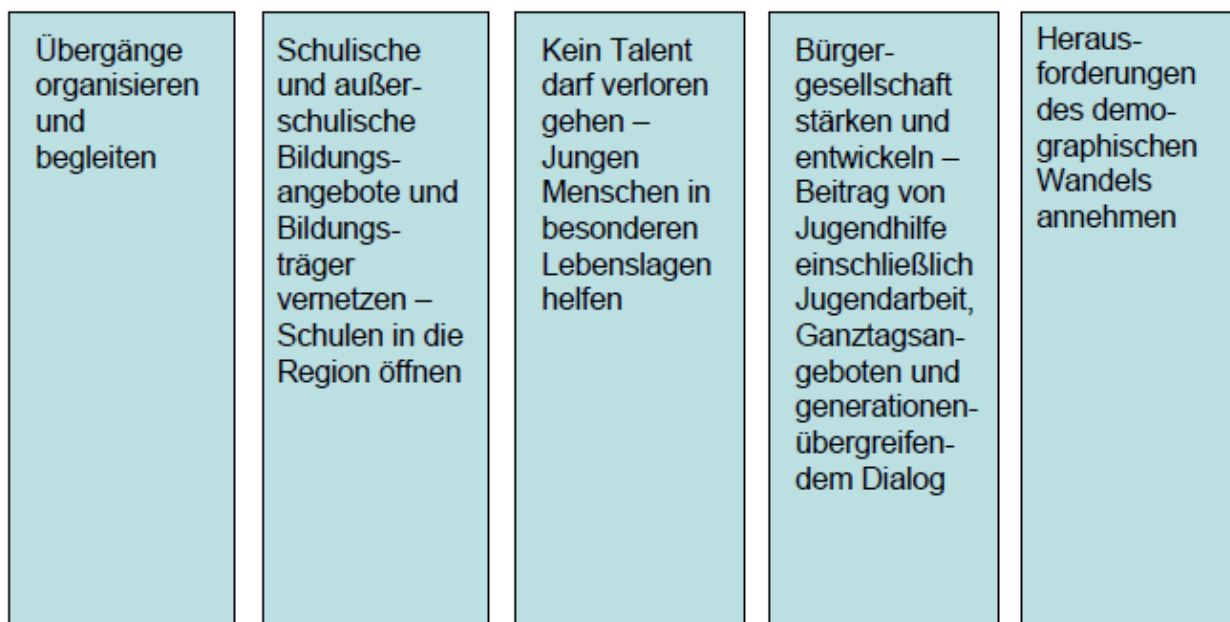 Übergänge
organisieren
und
begleiten
Schulische
und außer-
schulische
Bildungs-
angebote und
Bildungs-
träger
vernetzen –
Schulen in die
Region öffnen
Kein Talent
darf verloren
gehen –
Jungen
Menschen in
besonderen
Lebenslagen
helfen
Bürger-
gesellschaft
stärken und
entwickeln –
Beitrag von
Jugendhilfe
einschließlich
Jugendarbeit,
Ganztagsan-
geboten und
generationen-
übergreifen-
dem Dialog
Heraus-
forderungen
des demo-
graphischen
Wandels
annehmen